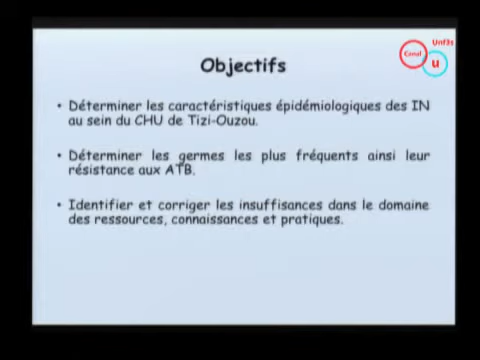 Unf3s
Canal
u
Objectifs
• Déterminer les caractéristiques épidémiologiques des IN
au sein du CHU de Tizi-Ouzou.
• Déterminer les germes les plus fréquents ainsi leur
résistance aux ATB.
• Identifier et corriger les insuffisances dans le domaine
des ressources, connaissances et pratiques.